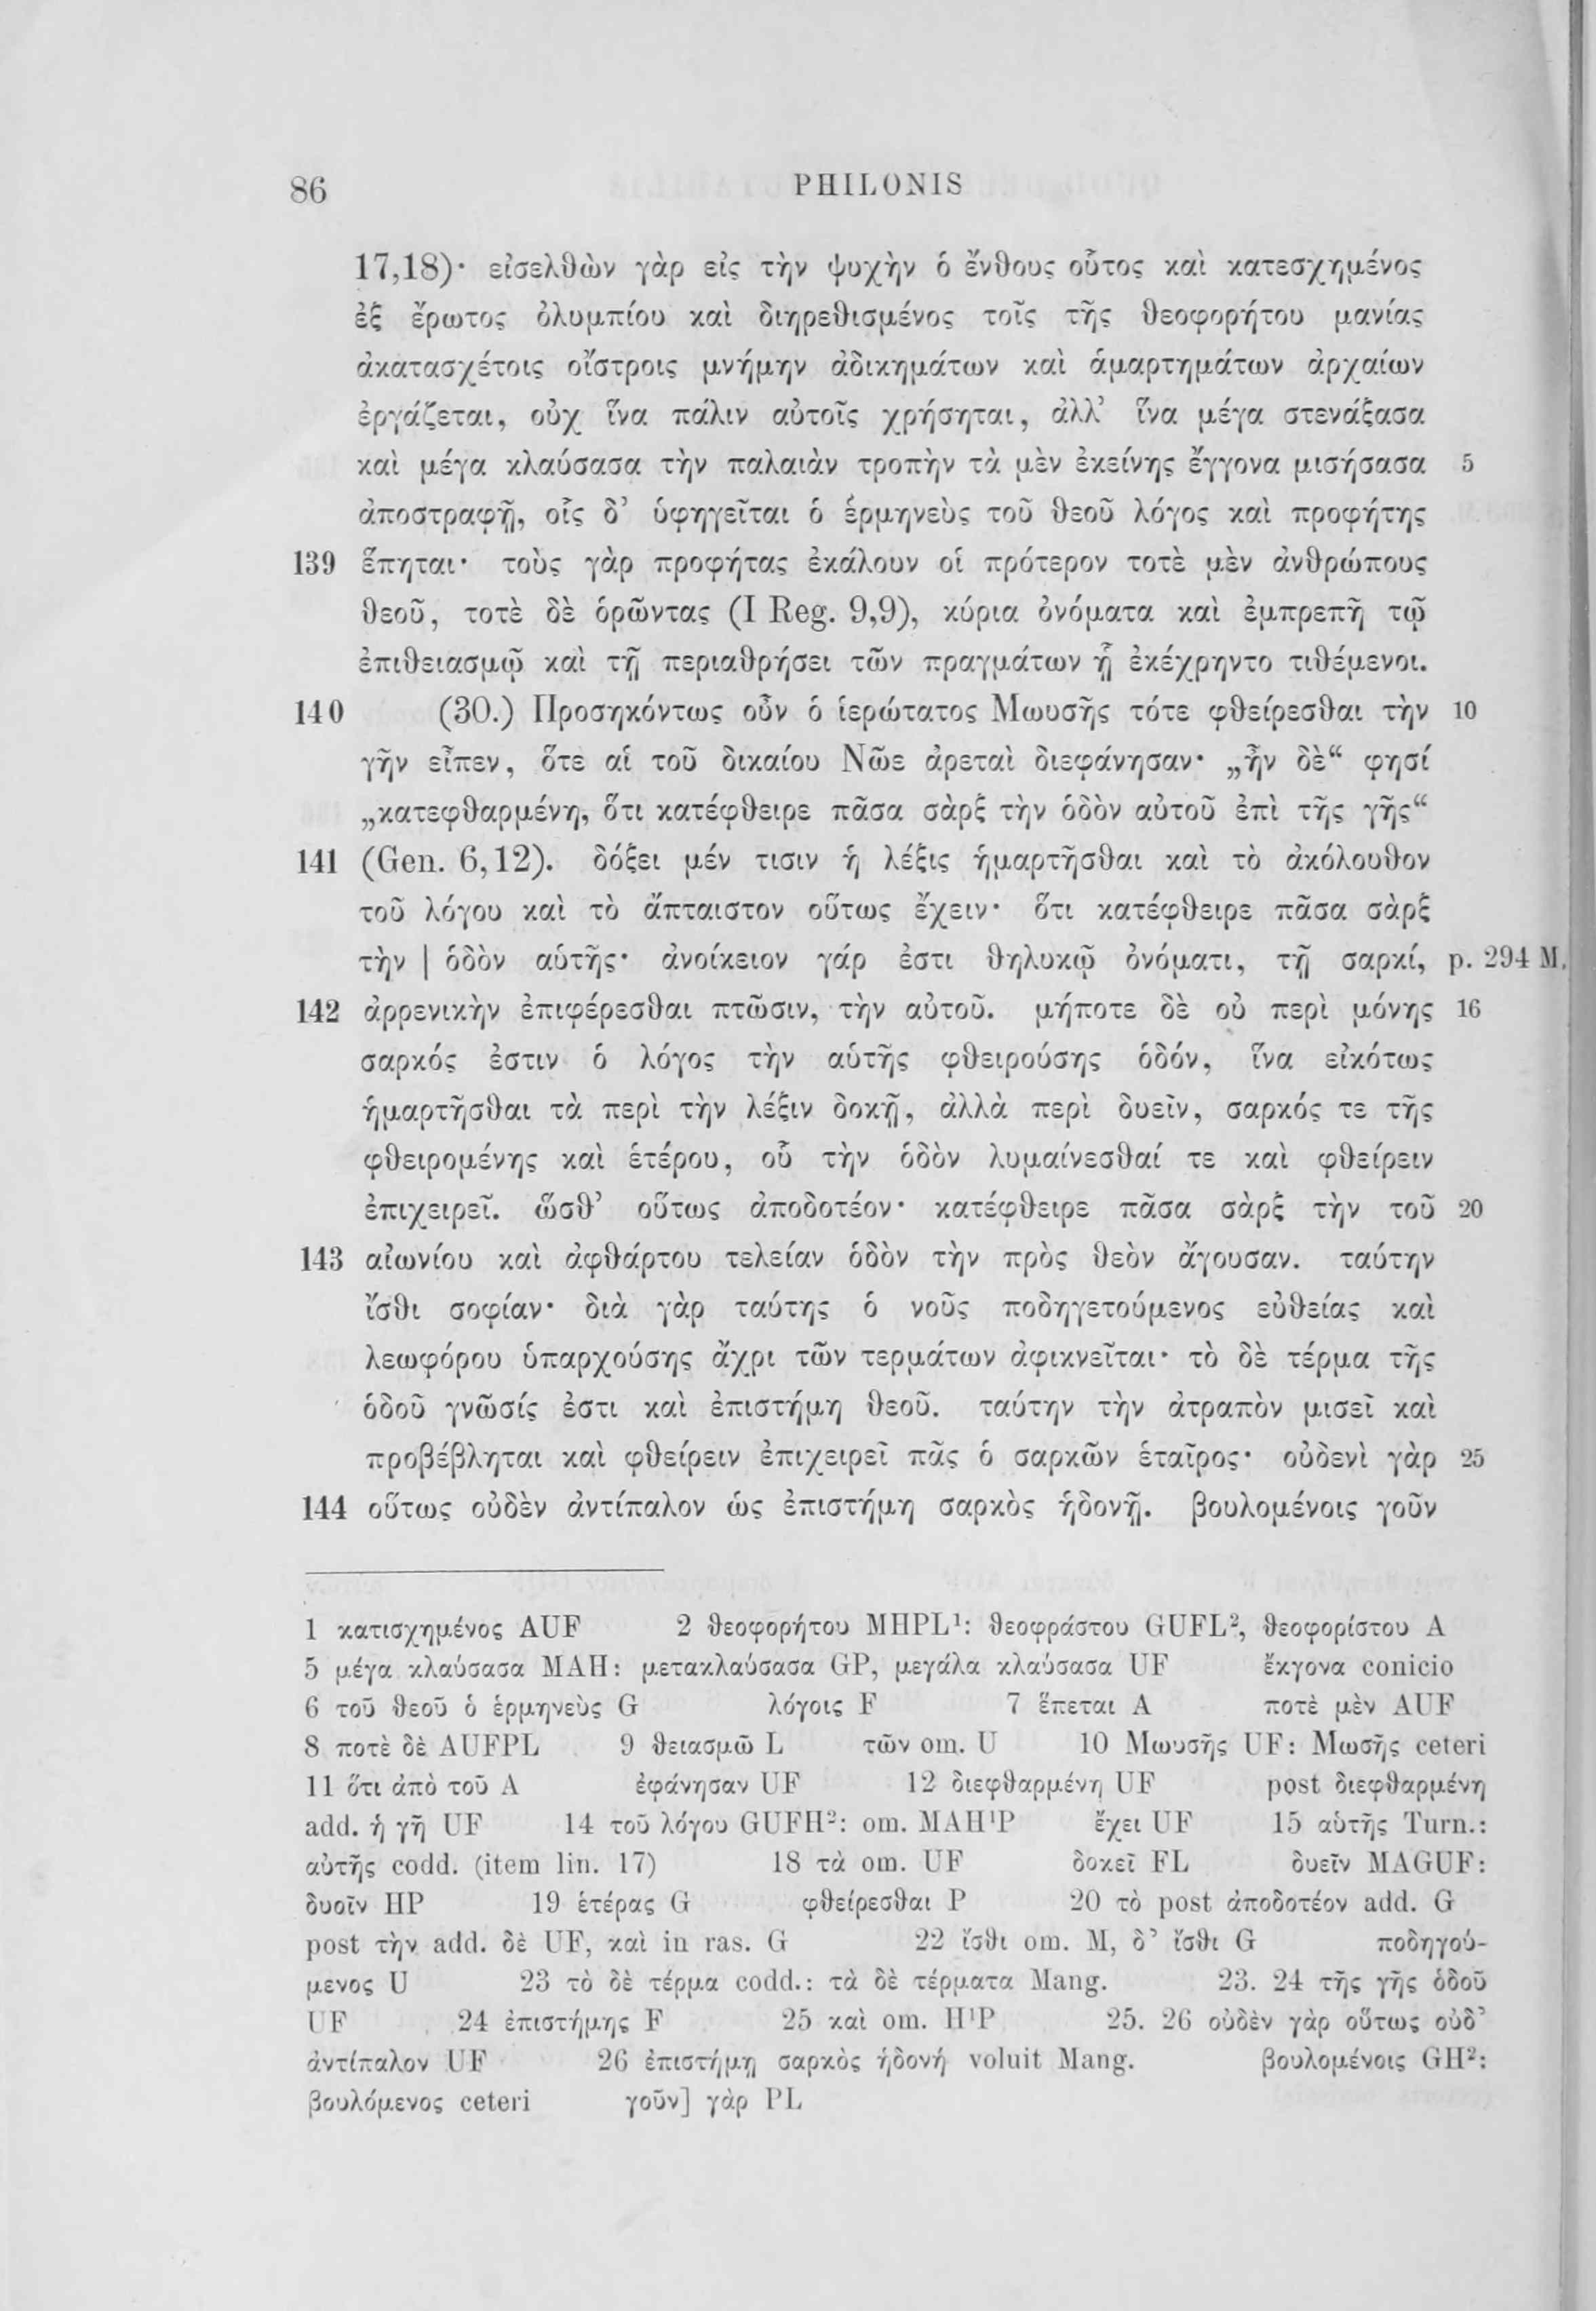 86 PHILONIS
17,18)· εἰσελθὼν γὰρ εἰς τὴν ψυχὴν ὁ ἔνθους οὗτος καὶ κατεσχημένος
ἐξ ἔρωτος ὀλυμπίου καὶ διηρεθισμένος τοῖς τῆς θεοφορήτου μανίας
ἀκατασχέτοις οἴστροις μνήμην ἀδικημάτων καὶ ἁμαρτημάτων ἀρχαίων
ἐργάζεται, οὐχ ἵνα πάλιν αὐτοῖς χρήσηται, ἀλλ’ ἵνα μέγα στενάξασα
καὶ μέγα κλαύσασα τὴν παλαιὰν τροπὴν τὰ μὲν ἐκείνης ἔγγονα μισήσασα 5
ἀποστραφῇ, οἷς δ’ ὑφηγεῖται ὁ ἑρμηνεὺς τοῦ θεοῦ λόγος καὶ προφήτης
139 ἕπηται· τοὺς γὰρ προφήτας ἐκάλουν οἱ πρότερον τοτὲ μὲν ἀνθρώπους
θεοῦ, τοτὲ δὲ ὁρῶντας (I Reg. 9,9), κύρια ὀνόματα καὶ ἐμπρεπῆ τῷ
ἐπιθειασμῷ καὶ τῇ περιαθρήσει τῶν πραγμάτων ᾗ ἐκέχρηντο τιθέμενοι.
140 (30.) Προσηκόντως οὖν ὁ ἱερώτατος Μωυσῆς τότε φθείρεσθαι τὴν 10
γῆν εἶπεν, ὅτε αἱ τοῦ δικαίου Νῶε ἀρεταὶ διεφάνησαν· „ἦν δὲ“ φησί
„κατεφθαρμένη, ὅτι κατέφθειρε πᾶσα σὰρξ τὴν ὁδὸν αὐτοῦ ἐπὶ τῆς γῆς“
141 (Gen. 6,12). δόξει μέν τισιν ἡ λέξις ἡμαρτῆσθαι καὶ τὸ ἀκόλουθον
τοῦ λόγου καὶ τὸ ἄπταιστον οὕτως ἔχειν· ὅτι κατέφθειρε πᾶσα σὰρξ
τὴν | ὁδὸν αὑτῆς· ἀνοίκειον γάρ ἐστι θηλυκῷ ὀνόματι, τῇ σαρκί, p. 294 M.
142 ἀρρενικὴν ἐπιφέρεσθαι πτῶσιν, τὴν αὐτοῦ. μήποτε δὲ οὐ περὶ μόνης 16
σαρκός ἐστιν ὁ λόγος τὴν αὑτῆς φθειρούσης ὁδόν, ἵνα εἰκότως
ἡμαρτῆσθαι τὰ περὶ τὴν λέξιν δοκῇ, ἀλλὰ περὶ δυεῖν, σαρκός τε τῆς
φθειρομένης καὶ ἑτέρου, οὗ τὴν ὁδὸν λυμαίνεσθαί τε καὶ φθείρειν
ἐπιχειρεῖ. ὥσθ’ οὕτως ἀποδοτέον· κατέφθειρε πᾶσα σὰρξ τὴν τοῦ 20
143 αἰωνίου καὶ ἀφθάρτου τελείαν ὁδὸν τὴν πρὸς θεὸν ἄγουσαν. ταύτην
ἴσθι σοφίαν· διὰ γὰρ ταύτης ὁ νοῦς ποδηγετούμενος εὐθείας καὶ
λεωφόρου ὑπαρχούσης ἄχρι τῶν τερμάτων ἀφικνεῖται· τὸ δὲ τέρμα τῆς
ὁδοῦ γνῶσίς ἐστι καὶ ἐπιστήμη θεοῦ. ταύτην τὴν ἀτραπὸν μισεῖ καὶ
προβέβληται καὶ φθείρειν ἐπιχειρεῖ πᾶς ὁ σαρκῶν ἑταῖρος· οὐδενὶ γὰρ 25
144 οὕτως οὐδὲν ἀντίπαλον ὡς ἐπιστήμη σαρκὸς ἡδονῇ. βουλομένοις γοῦν
1 κατισχημένος AUF 2 θεοφορήτου MHPL¹: θεοφράστου GUFL², θεοφορίστου A
5 μέγα κλαύσασα MAH: μετακλαύσασα GP, μεγάλα κλαύσασα UF ἔκγονα conicio
6 τοῦ θεοῦ ὁ ἑρμηνεὺς G λόγοις F 7 ἕπεται A ποτὲ μὲν AUF
8 ποτὲ δὲ AUFPL 9 θειασμῶ L τῶν om. U 10 Μωυσῆς UF: Μωσῆς ceteri
11 ὅτι ἀπὸ τοῦ A ἐφάνησαν UF 12 διεφθαρμένη UF post διεφθαρμένη
add. ἡ γῆ UF 14 τοῦ λόγου GUFH²: om. MAH¹P ἔχει UF 15 αὑτῆς Turn.:
αὐτῆς codd. (item lin. 17) 18 τὰ om. UF δοκεῖ FL δυεῖν MAGUF:
δυοῖν HP 19 ἑτέρας G φθείρεσθαι P 20 τὸ post ἀποδοτέον add. G
post τὴν add. δὲ UF, καὶ in ras. G 22 ἴσθι om. M, δ’ ἴσθι G ποδηγού-
μενος U 23 τὸ δὲ τέρμα codd.: τὰ δὲ τέρματα Mang. 23. 24 τῆς γῆς ὁδοῦ
UF 24 ἐπιστήμης F 25 καὶ om. H¹P 25. 26 οὐδὲν γὰρ οὕτως οὐδ’
ἀντίπαλον UF 26 ἐπιστήμῃ σαρκὸς ἡδονή voluit Mang. βουλομένοις GH²:
βουλόμενος ceteri γοῦν] γὰρ PL